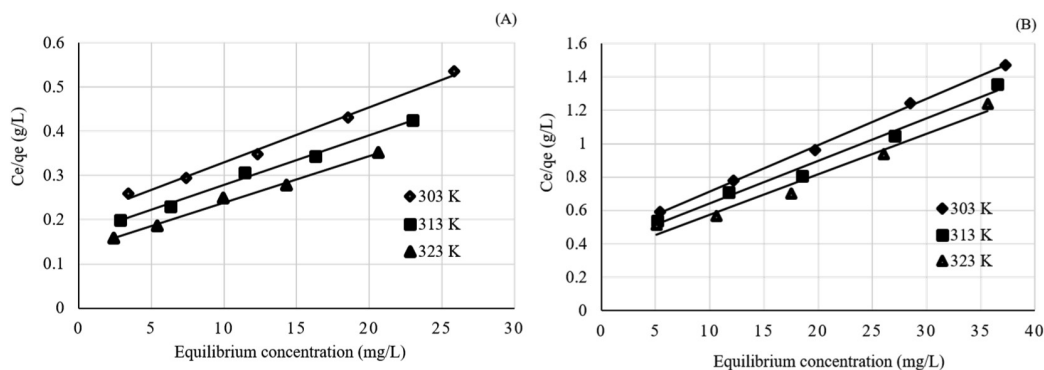 (A)
0.6
0.5
0.4
0.3
0.2
0.1
0
Ce/qe (g/L)
303 K
313 K
323 K
0 5 10 15 20 25 30
Equilibrium concentration (mg/L)
(B)
1.6
1.4
1.2
1
0.8
0.6
0.4
0.2
0
Ce/qe (g/L)
303 K
313 K
323 K
0 5 10 15 20 25 30 35 40
Equilibrium concentration (mg/L)